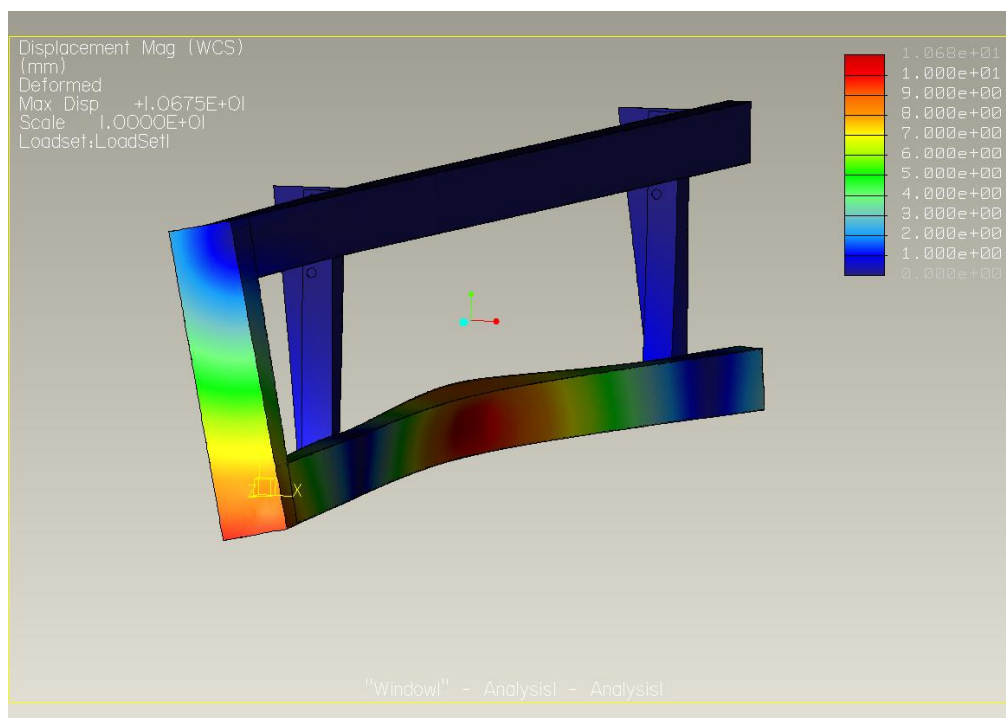 Displacement Mag (WCS)
(mm)
Deformed
Max Disp +1.0675E+01
Scale 1.0000E+01
Loadset:LoadSet1
1.068e+01
1.000e+01
9.000e+00
8.000e+00
7.000e+00
6.000e+00
5.000e+00
4.000e+00
3.000e+00
2.000e+00
1.000e+00
0.000e+00
X
"Window1" - Analysis1 - Analysis1